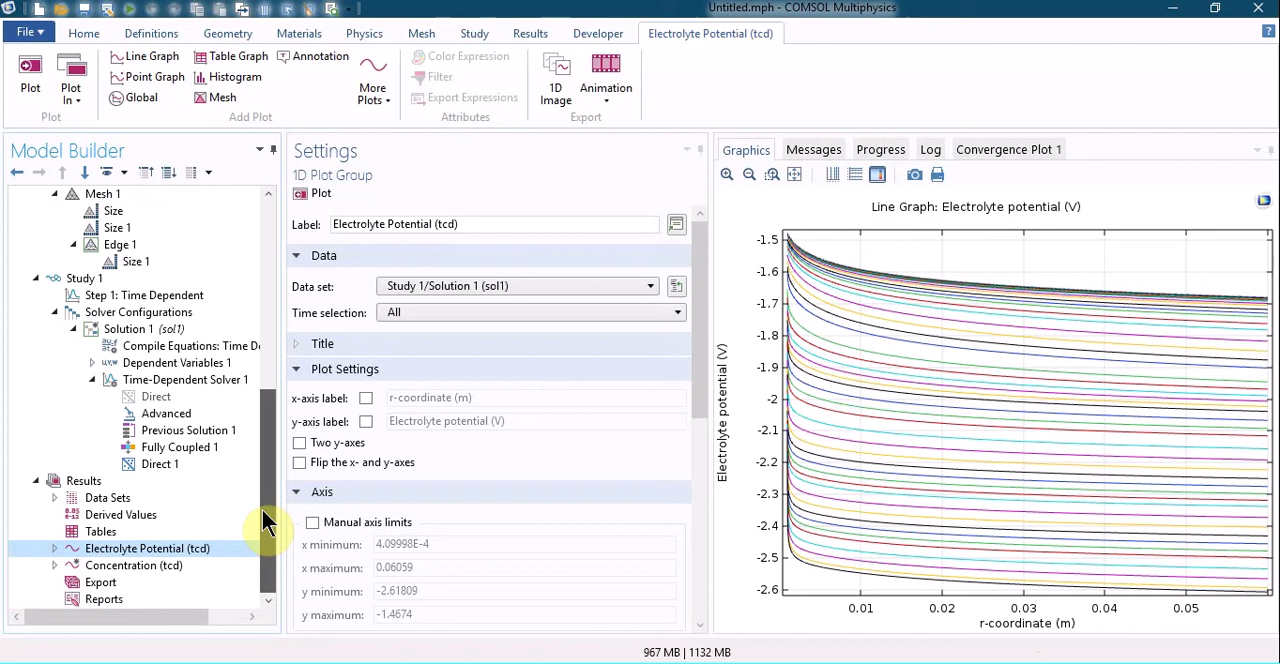 Untitled.mph - COMSOL Multiphysics
File Home Definitions Geometry Materials Physics Mesh Study Results Developer Electrolyte Potential (tcd)
Plot
Plot In
Line Graph Table Graph Annotation
Point Graph Histogram
Global Mesh
More Plots
Color Expression
Filter
Export Expressions
1D Image
Animation
Plot Add Plot Attributes Export
Model Builder
Mesh 1
Size
Size 1
Edge 1
Size 1
Study 1
Step 1: Time Dependent
Solver Configurations
Solution 1 (sol1)
Compile Equations: Time De
Dependent Variables 1
Time-Dependent Solver 1
Direct
Advanced
Previous Solution 1
Fully Coupled 1
Direct 1
Results
Data Sets
Derived Values
Tables
Electrolyte Potential (tcd)
Concentration (tcd)
Export
Reports
Settings
1D Plot Group
Plot
Label: Electrolyte Potential (tcd)
Data
Data set: Study 1/Solution 1 (sol1)
Time selection: All
Title
Plot Settings
x-axis label: r-coordinate (m)
y-axis label: Electrolyte potential (V)
Two y-axes
Flip the x- and y-axes
Axis
Manual axis limits
x minimum: 4.09998E-4
x maximum: 0.06059
y minimum: -2.61809
y maximum: -1.4674
Graphics Messages Progress Log Convergence Plot 1
Line Graph: Electrolyte potential (V)
Electrolyte potential (V)
-1.5
-1.6
-1.7
-1.8
-1.9
-2
-2.1
-2.2
-2.3
-2.4
-2.5
-2.6
0.01 0.02 0.03 0.04 0.05
r-coordinate (m)
967 MB | 1132 MB